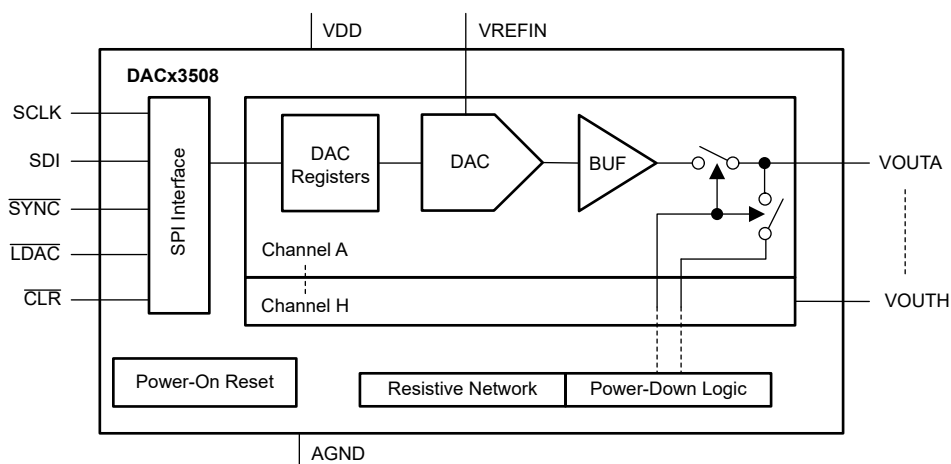 VDD
VREFIN
DACx3508
SCLK
SDI
SYNC
LDAC
CLR
SPI Interface
DAC
Registers
DAC
BUF
VOUTA
Channel A
Channel H
VOUTH
Power-On Reset
Resistive Network
Power-Down Logic
AGND